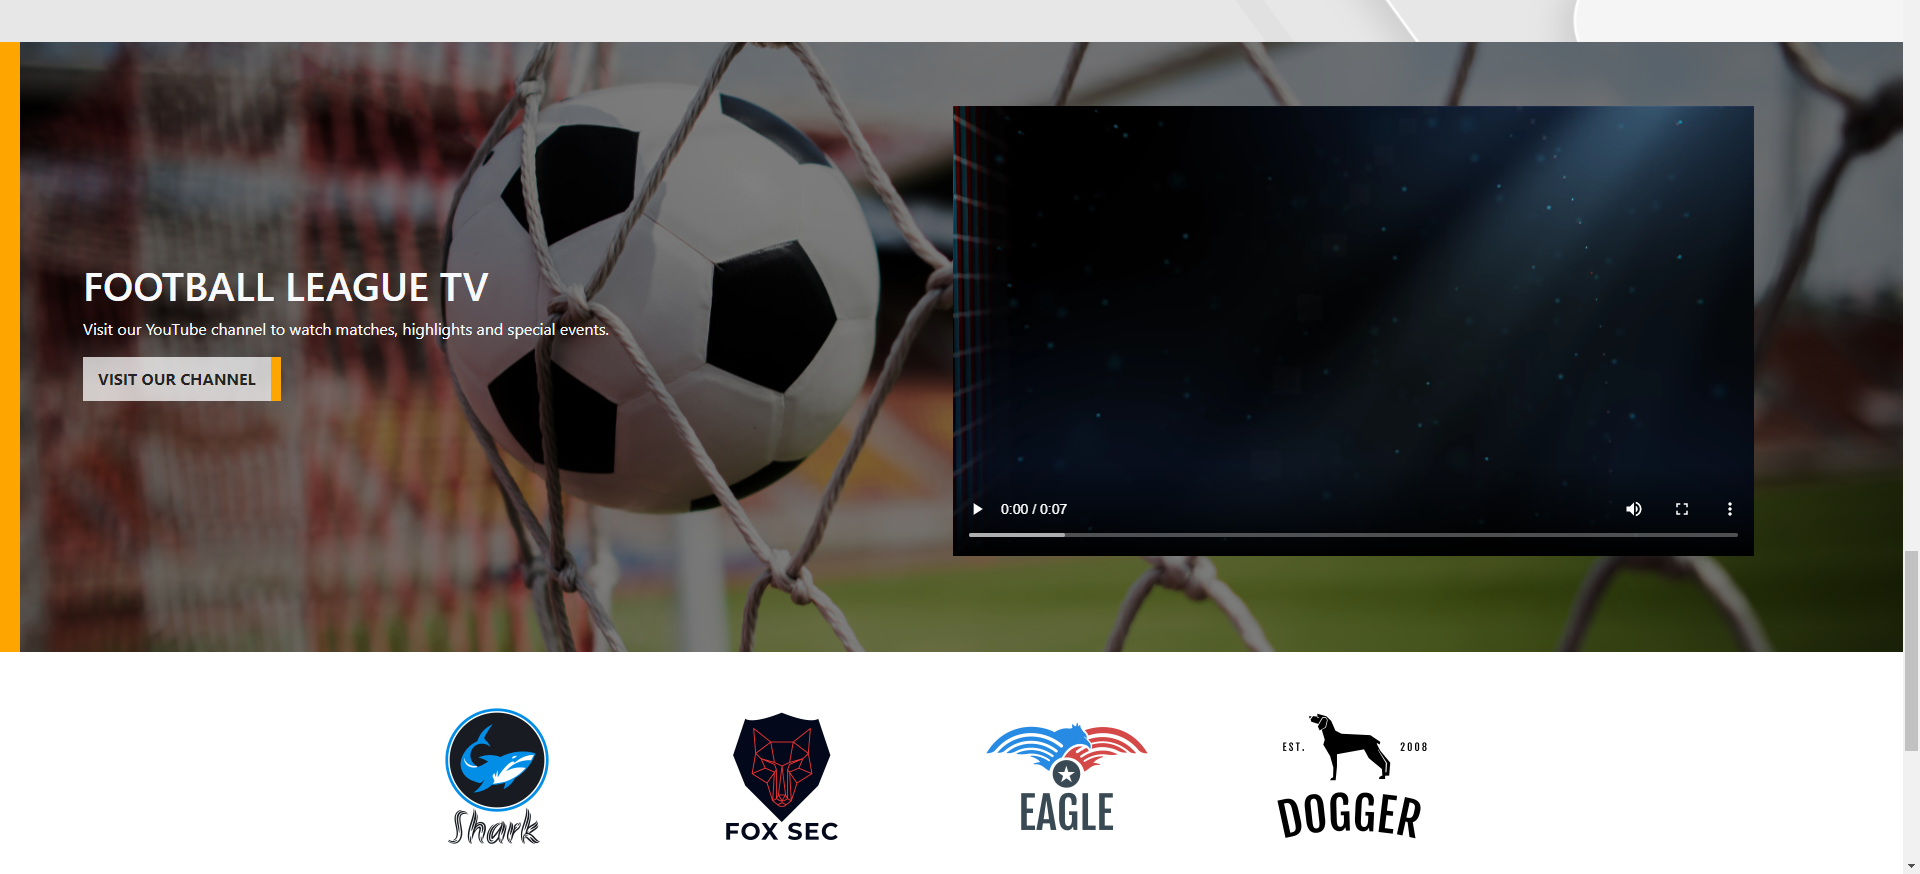 FOOTBALL LEAGUE TV
Visit our YouTube channel to watch matches, highlights and special events.
VISIT OUR CHANNEL
0:00 / 0:07
Shark
FOX SEC
EAGLE
EST. 2008
DOGGER